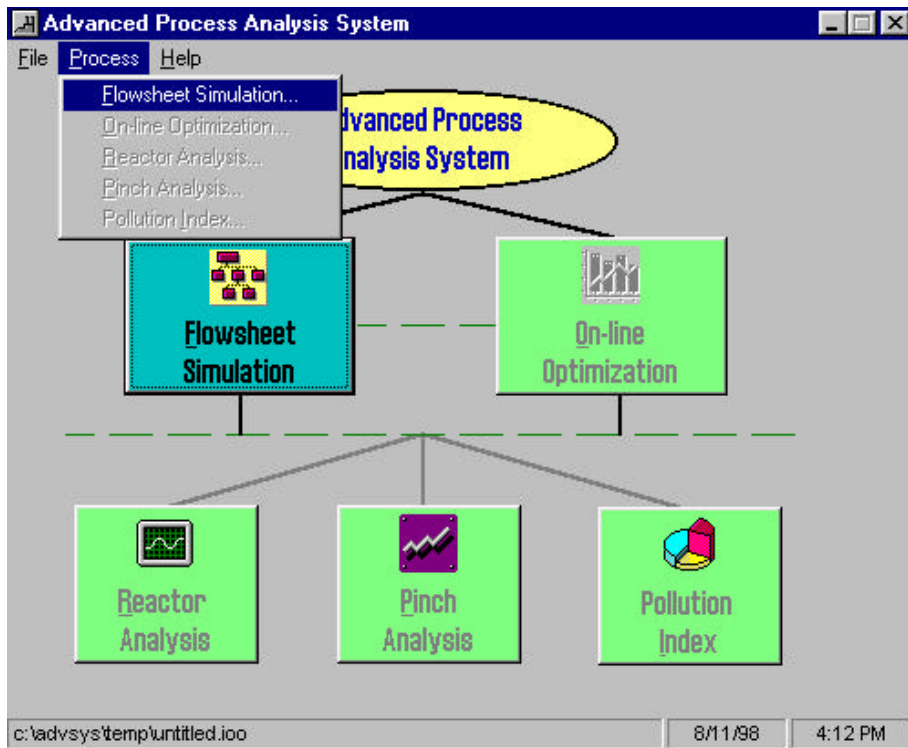 Advanced Process Analysis System
File Process Help
Flowsheet Simulation...
On-line Optimization...
Reactor Analysis...
Pinch Analysis...
Pollution Index...
dvanced Process
nalysis System
Flowsheet
Simulation
On-line
Optimization
Reactor
Analysis
Pinch
Analysis
Pollution
Index
c:\advsys\temp\untitled.ioo 8/11/98 4:12 PM